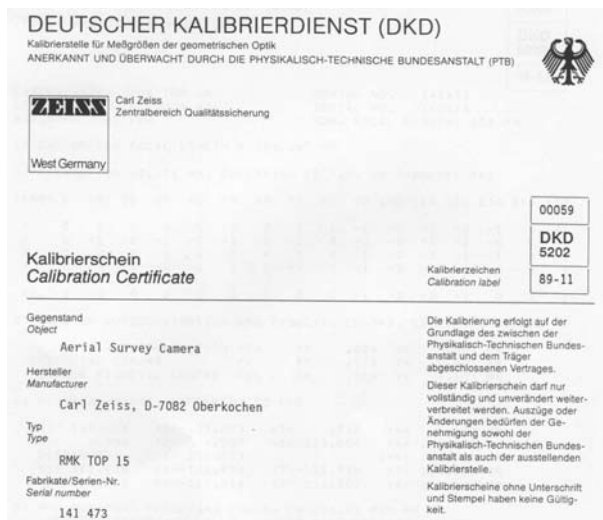 DEUTSCHER KALIBRIERDIENST (DKD)
Kalibrierstelle für Meßgrößen der geometrischen Optik
ANERKANNT UND ÜBERWACHT DURCH DIE PHYSIKALISCH-TECHNISCHE BUNDESANSTALT (PTB)
ZEISS
West Germany
Carl Zeiss
Zentralbereich Qualitätssicherung
00059
DKD
5202
89-11
Kalibrierschein
Calibration Certificate
Kalibrierzeichen
Calibration label
Gegenstand
Object
Aerial Survey Camera
Hersteller
Manufacturer
Carl Zeiss, D-7082 Oberkochen
Typ
Type
RMK TOP 15
Fabrikate/Serien-Nr.
Serial number
141 473
Die Kalibrierung erfolgt auf der
Grundlage des zwischen der
Physikalisch-Technischen Bundes-
anstalt und dem Träger
abgeschlossenen Vertrages.
Dieser Kalibrierschein darf nur
vollständig und unverändert weiter-
verbreitet werden. Auszüge oder
Änderungen bedürfen der Ge-
nehmigung sowohl der
Physikalisch-Technischen Bundes-
anstalt als auch der ausstellenden
Kalibrierstelle.
Kalibrierscheine ohne Unterschrift
und Stempel haben keine Gültig-
keit.